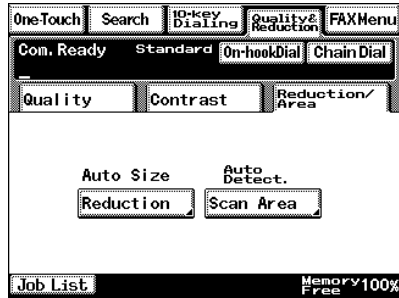 One-Touch Search 10-key Dialing Quality& Reduction FAX Menu
Com. Ready Standard On-hookDial Chain Dial
Quality Contrast Reduction/ Area
Auto Size Auto Detect.
Reduction Scan Area
Job List Memory Free 100%